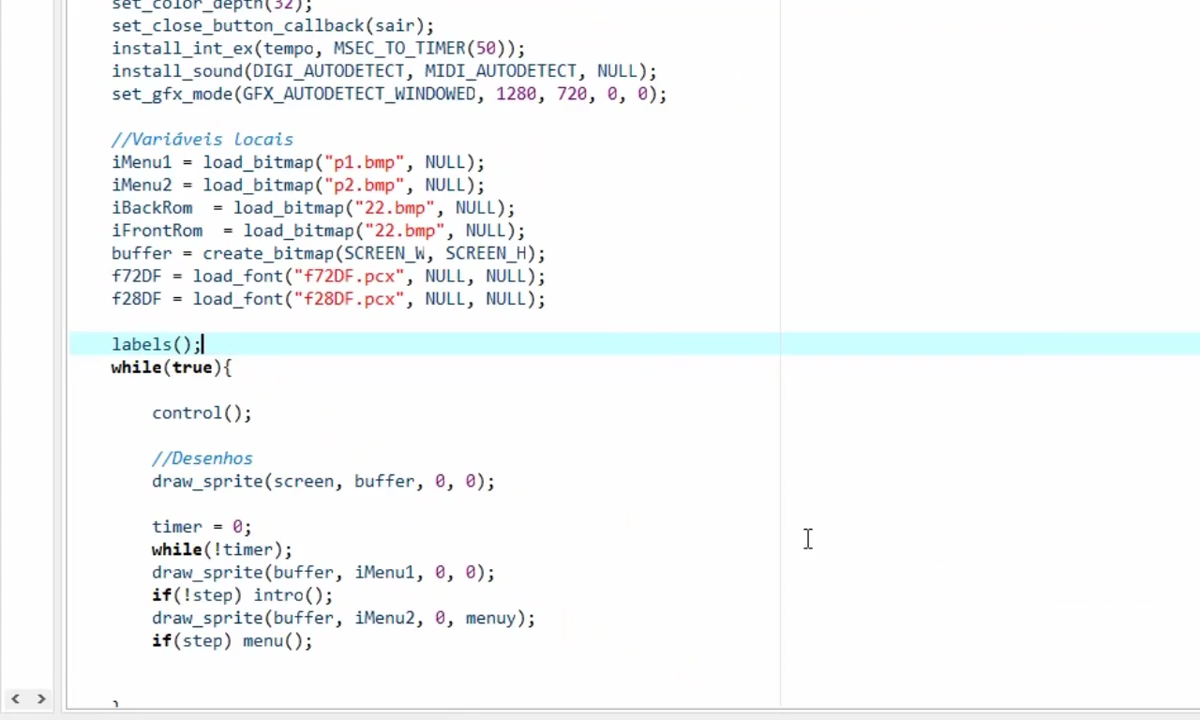 set_color_depth(32);
set_close_button_callback(sair);
install_int_ex(tempo, MSEC_TO_TIMER(50));
install_sound(DIGI_AUTODETECT, MIDI_AUTODETECT, NULL);
set_gfx_mode(GFX_AUTODETECT_WINDOWED, 1280, 720, 0, 0);
//Variáveis locais
iMenu1 = load_bitmap("p1.bmp", NULL);
iMenu2 = load_bitmap("p2.bmp", NULL);
iBackRom  = load_bitmap("22.bmp", NULL);
iFrontRom  = load_bitmap("22.bmp", NULL);
buffer = create_bitmap(SCREEN_W, SCREEN_H);
f72DF = load_font("f72DF.pcx", NULL, NULL);
f28DF = load_font("f28DF.pcx", NULL, NULL);
labels();
while(true){
control();
//Desenhos
draw_sprite(screen, buffer, 0, 0);
timer = 0;
while(!timer);
draw_sprite(buffer, iMenu1, 0, 0);
if(!step) intro();
draw_sprite(buffer, iMenu2, 0, menuy);
if(step) menu();
}